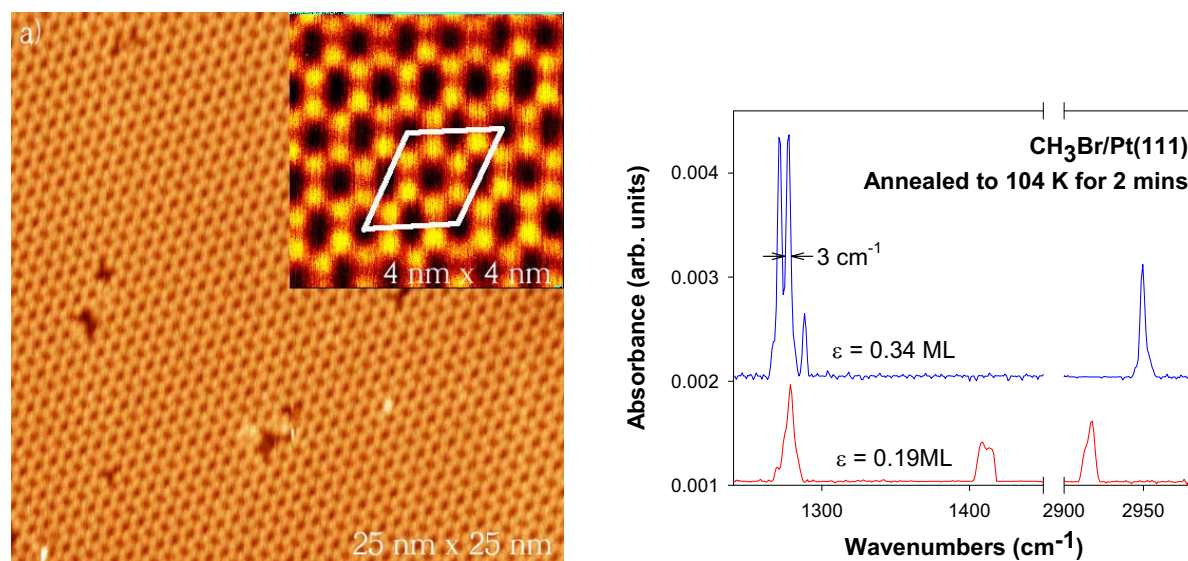 a)
4 nm x 4 nm
25 nm x 25 nm
CH₃Br/Pt(111)
Annealed to 104 K for 2 mins
3 cm⁻¹
ε = 0.34 ML
ε = 0.19ML
Absorbance (arb. units)
0.004
0.003
0.002
0.001
1300
1400
2900
2950
Wavenumbers (cm⁻¹)